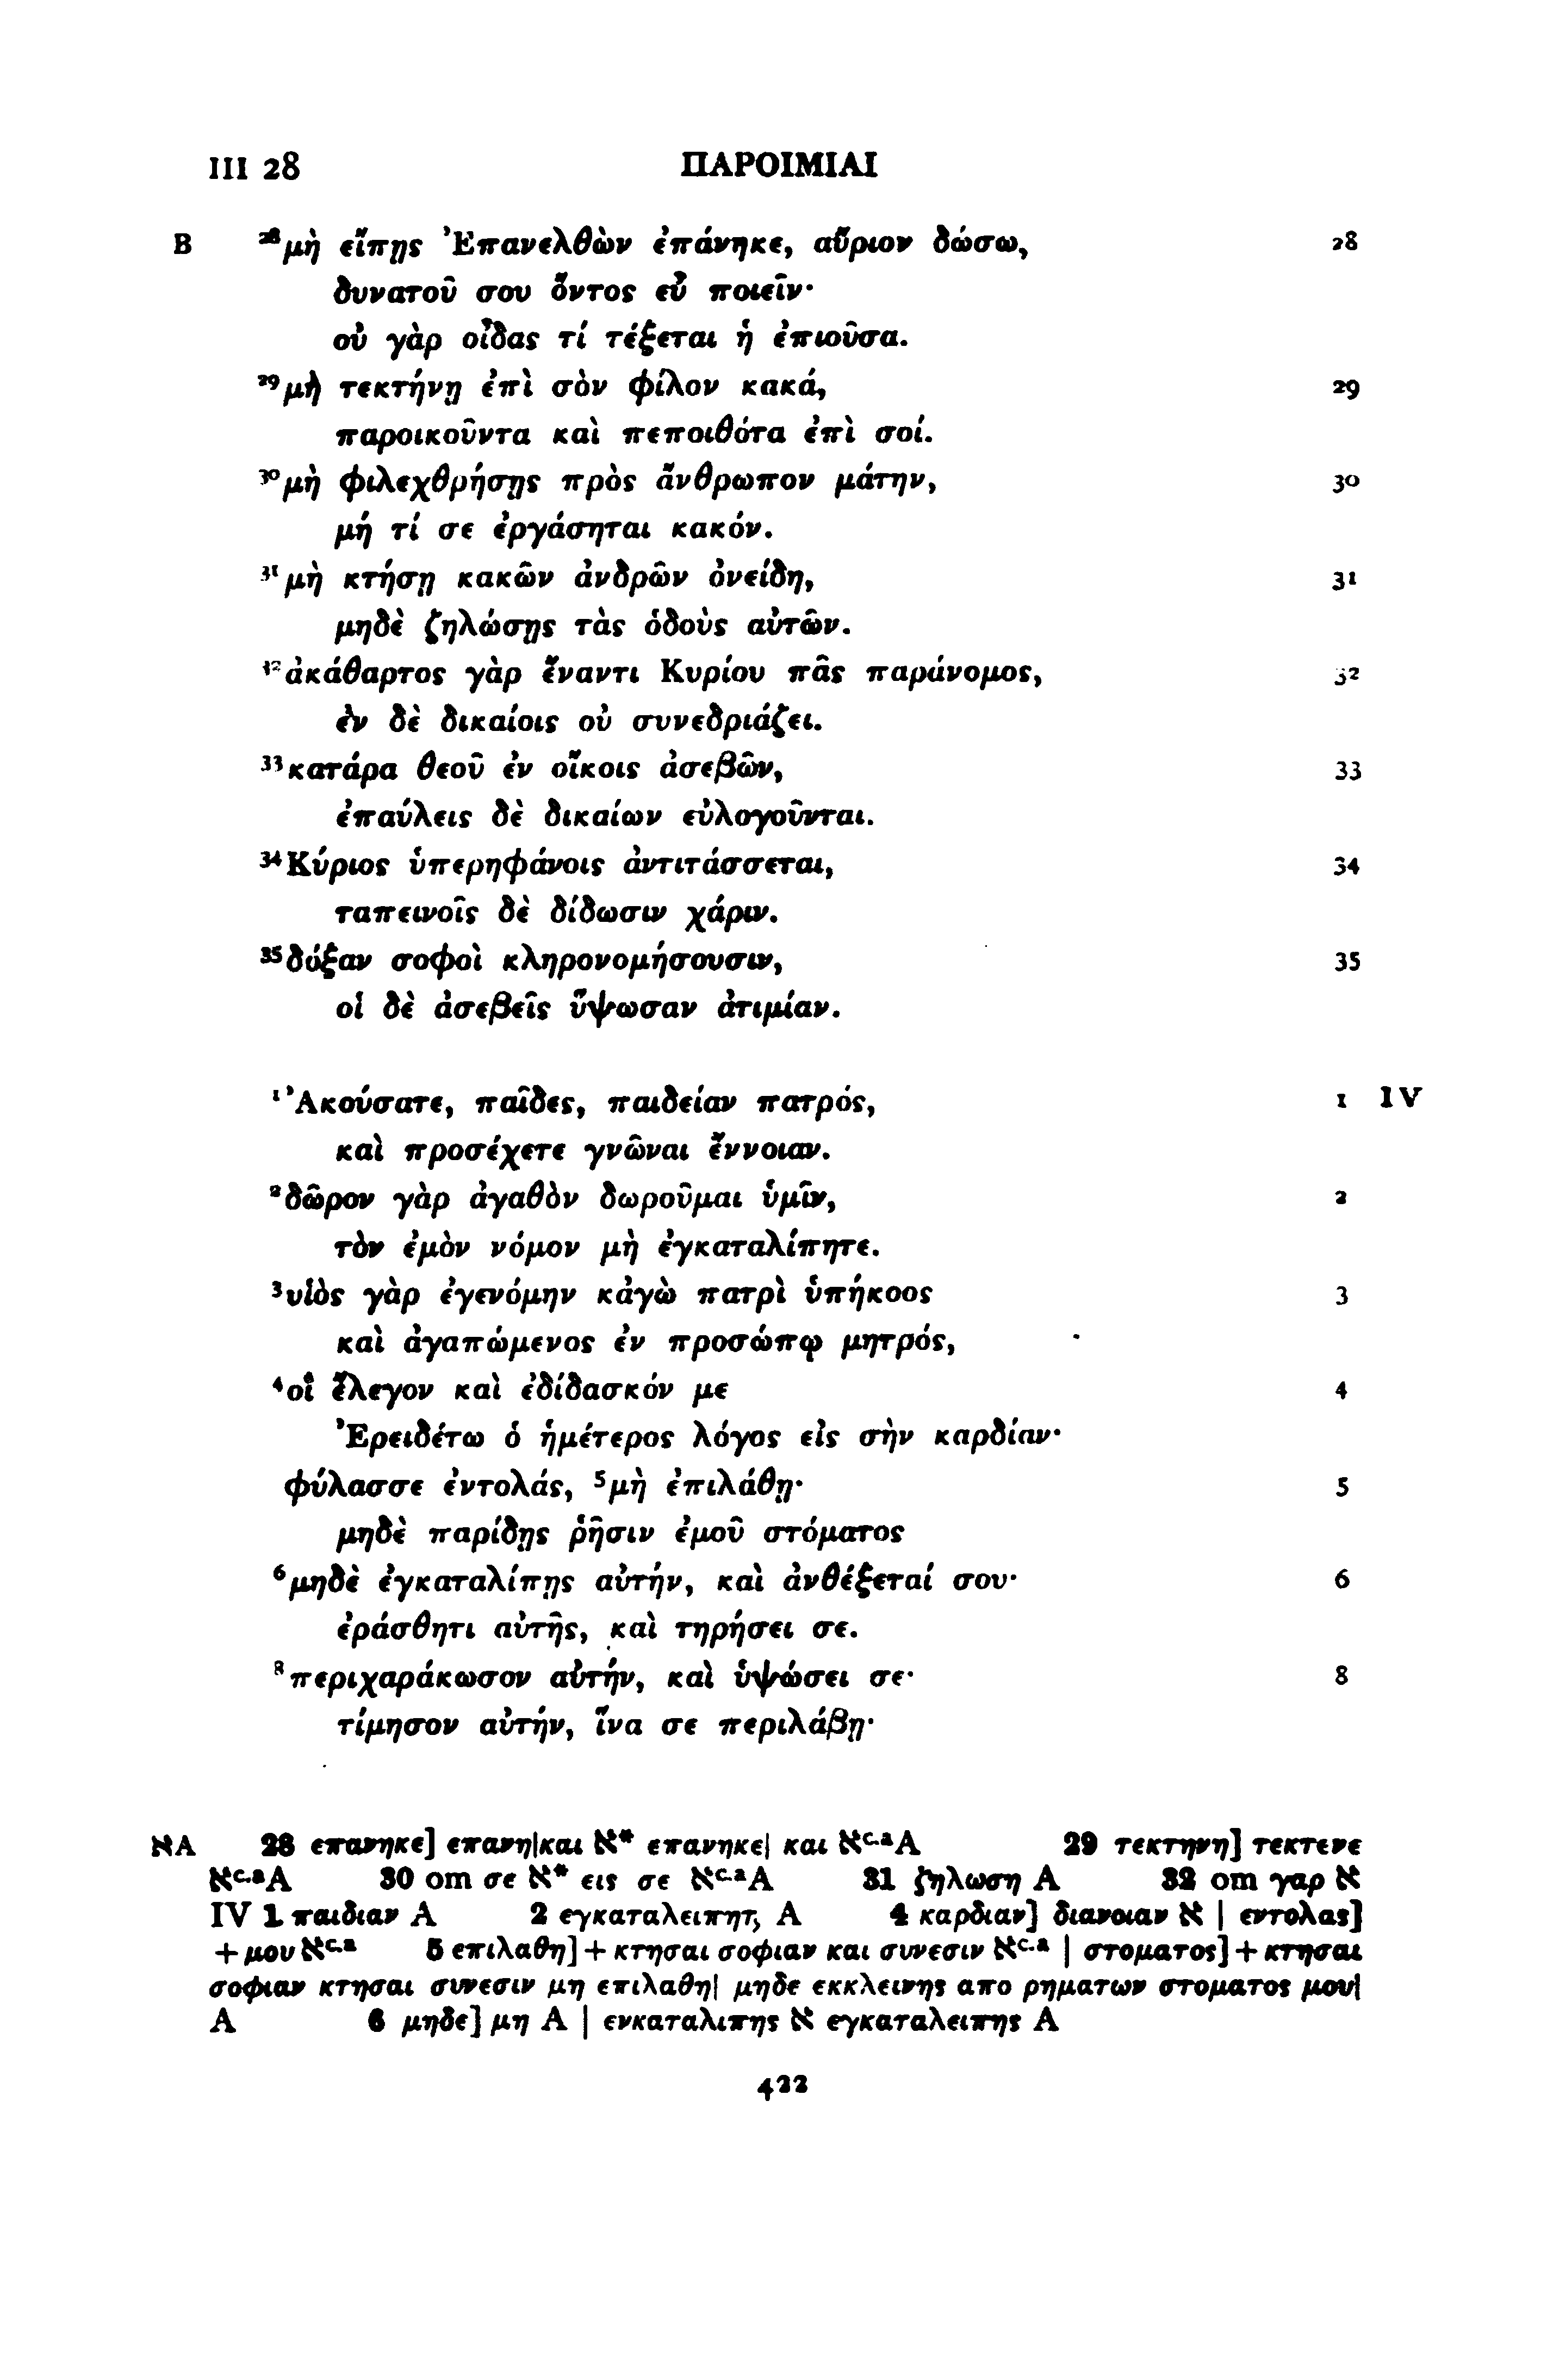 III 28 ΠΑΡΟΙΜΙΑΙ
B ²⁸μὴ εἴπῃς Ἐπανελθὼν ἐπάνηκε, αὔριον δώσω, 28
δυνατοῦ σου ὄντος εὖ ποιεῖν·
οὐ γὰρ οἶδας τί τέξεται ἡ ἐπιοῦσα.
²⁹μὴ τεκτήνῃ ἐπὶ σὸν φίλον κακά, 29
παροικοῦντα καὶ πεποιθότα ἐπὶ σοί.
³⁰μὴ φιλεχθρήσῃς πρὸς ἄνθρωπον μάτην, 30
μή τί σε ἐργάσηται κακόν.
³¹μὴ κτήσῃ κακῶν ἀνδρῶν ὀνείδη, 31
μηδὲ ζηλώσῃς τὰς ὁδοὺς αὐτῶν.
³²ἀκάθαρτος γὰρ ἔναντι Κυρίου πᾶς παράνομος, 32
ἐν δὲ δικαίοις οὐ συνεδριάζει.
³³κατάρα θεοῦ ἐν οἴκοις ἀσεβῶν, 33
ἐπαύλεις δὲ δικαίων εὐλογοῦνται.
³⁴Κύριος ὑπερηφάνοις ἀντιτάσσεται, 34
ταπεινοῖς δὲ δίδωσιν χάριν.
³⁵δόξαν σοφοὶ κληρονομήσουσιν, 35
οἱ δὲ ἀσεβεῖς ὕψωσαν ἀτιμίαν.
¹Ἀκούσατε, παῖδες, παιδείαν πατρός, 1 IV
καὶ προσέχετε γνῶναι ἔννοιαν.
²δῶρον γὰρ ἀγαθὸν δωροῦμαι ὑμῖν, 2
τὸν ἐμὸν νόμον μὴ ἐγκαταλίπητε.
³υἱὸς γὰρ ἐγενόμην κἀγὼ πατρὶ ὑπήκοος 3
καὶ ἀγαπώμενος ἐν προσώπῳ μητρός,
⁴οἳ ἔλεγον καὶ ἐδίδασκόν με 4
Ἐρειδέτω ὁ ἡμέτερος λόγος εἰς σὴν καρδίαν·
φύλασσε ἐντολάς, ⁵μὴ ἐπιλάθῃ· 5
μηδὲ παρίδῃς ῥῆσιν ἐμοῦ στόματος
⁶μηδὲ ἐγκαταλίπῃς αὐτήν, καὶ ἀνθέξεταί σου· 6
ἐράσθητι αὐτῆς, καὶ τηρήσει σε.
⁸περιχαράκωσον αὐτήν, καὶ ὑψώσει σε· 8
τίμησον αὐτήν, ἵνα σε περιλάβῃ·
אA 28 επανηκε] επανη|και א* επανηκε| και אᶜ·ᵃA 29 τεκτηνη] τεκτενε
אᶜ·ᵃA 30 om σε א* εις σε אᶜ·ᵃA 31 ζηλωση A 32 om γαρ א
IV 1 παιδιαν A 2 εγκαταλειπητε A 4 καρδιαν] διανοιαν א | εντολας]
+ μου אᶜ·ᵃ 5 επιλαθη] + κτησαι σοφιαν και συνεσιν אᶜ·ᵃ | στοματος] + κτησαι
σοφιαν κτησαι συνεσιν μη επιλαθη| μηδε εκκλεινης απο ρηματων στοματος μου|
A 6 μηδε] μη A | ενκαταλιπης א εγκαταλειπης A
422